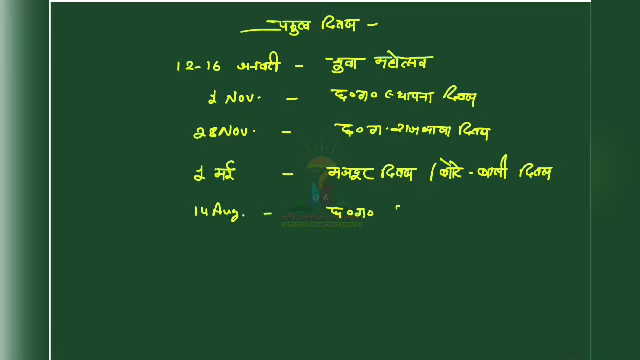 प्रमुख दिवस –
12-16 जनवरी – युवा महोत्सव
1 Nov. – छ०ग० स्थापना दिवस
28 Nov. – छ०ग० राजभाषा दिवस
1 मई – मजदूर दिवस / बोरे-बासी दिवस
14 Aug. – छ०ग०